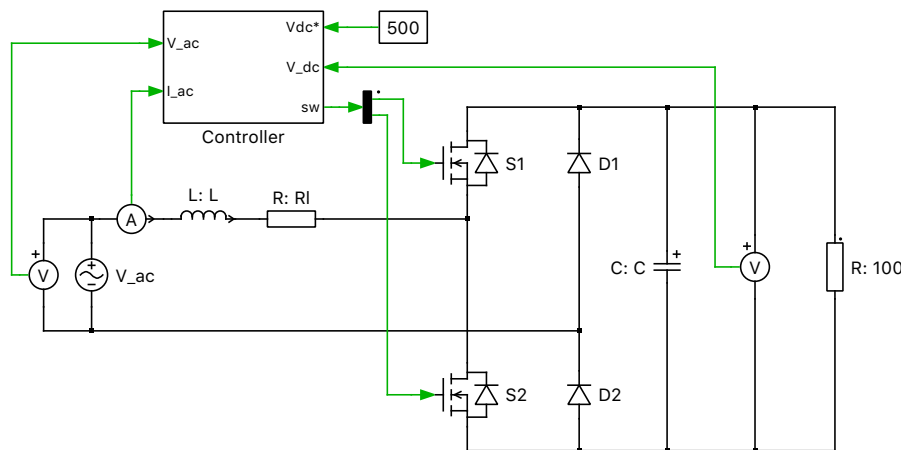 Vdc*
500
V_ac
V_dc
I_ac
sw
Controller
S1
D1
L: L
R: Rl
A
V
V_ac
C: C
V
R: 100
S2
D2